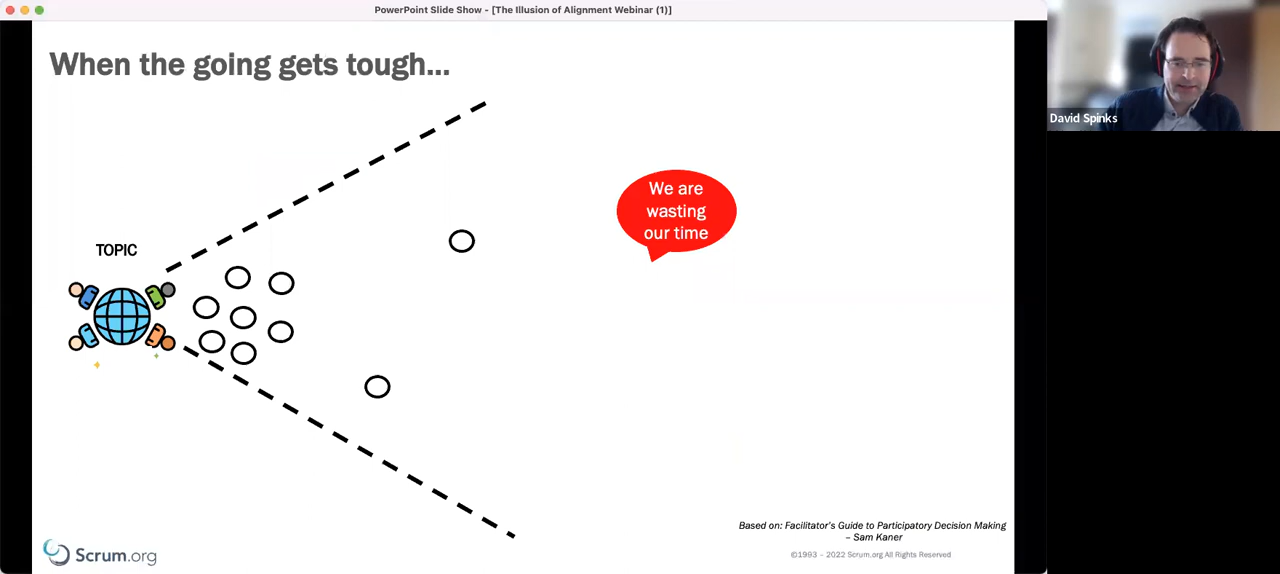 PowerPoint Slide Show - [The Illusion of Alignment Webinar (1)]
When the going gets tough...
David Spinks
We are
wasting
our time
TOPIC
Based on: Facilitator's Guide to Participatory Decision Making
– Sam Kaner
Scrum.org
©1993 – 2022 Scrum.org All Rights Reserved